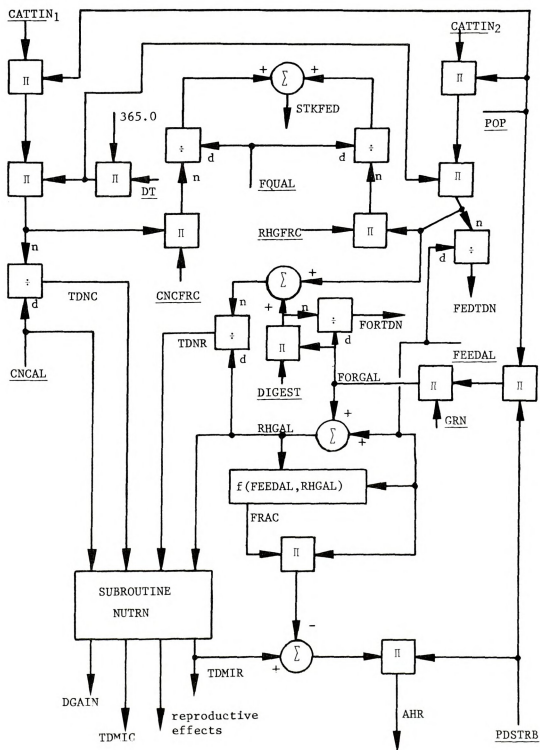 CATTIN1
CATTIN2
Π
Π
Σ
+
+
STKFED
POP
365.0
÷
÷
d
d
Π
Π
DT
n
FQUAL
n
Π
n
Π
RHGFRC
Π
n
÷
d
÷
d
TDNC
CNCFRC
Σ
+
+
FEDTDN
n
÷
n
÷
FORTDN
TDNR
d
Π
d
FEEDAL
CNCAL
DIGEST
FORGAL
Π
Π
GRN
RHGAL
Σ
+
+
f(FEEDAL,RHGAL)
FRAC
Π
SUBROUTINE
NUTRN
-
Σ
+
Π
TDMIR
DGAIN
TDMIC
reproductive
effects
AHR
PDSTRB